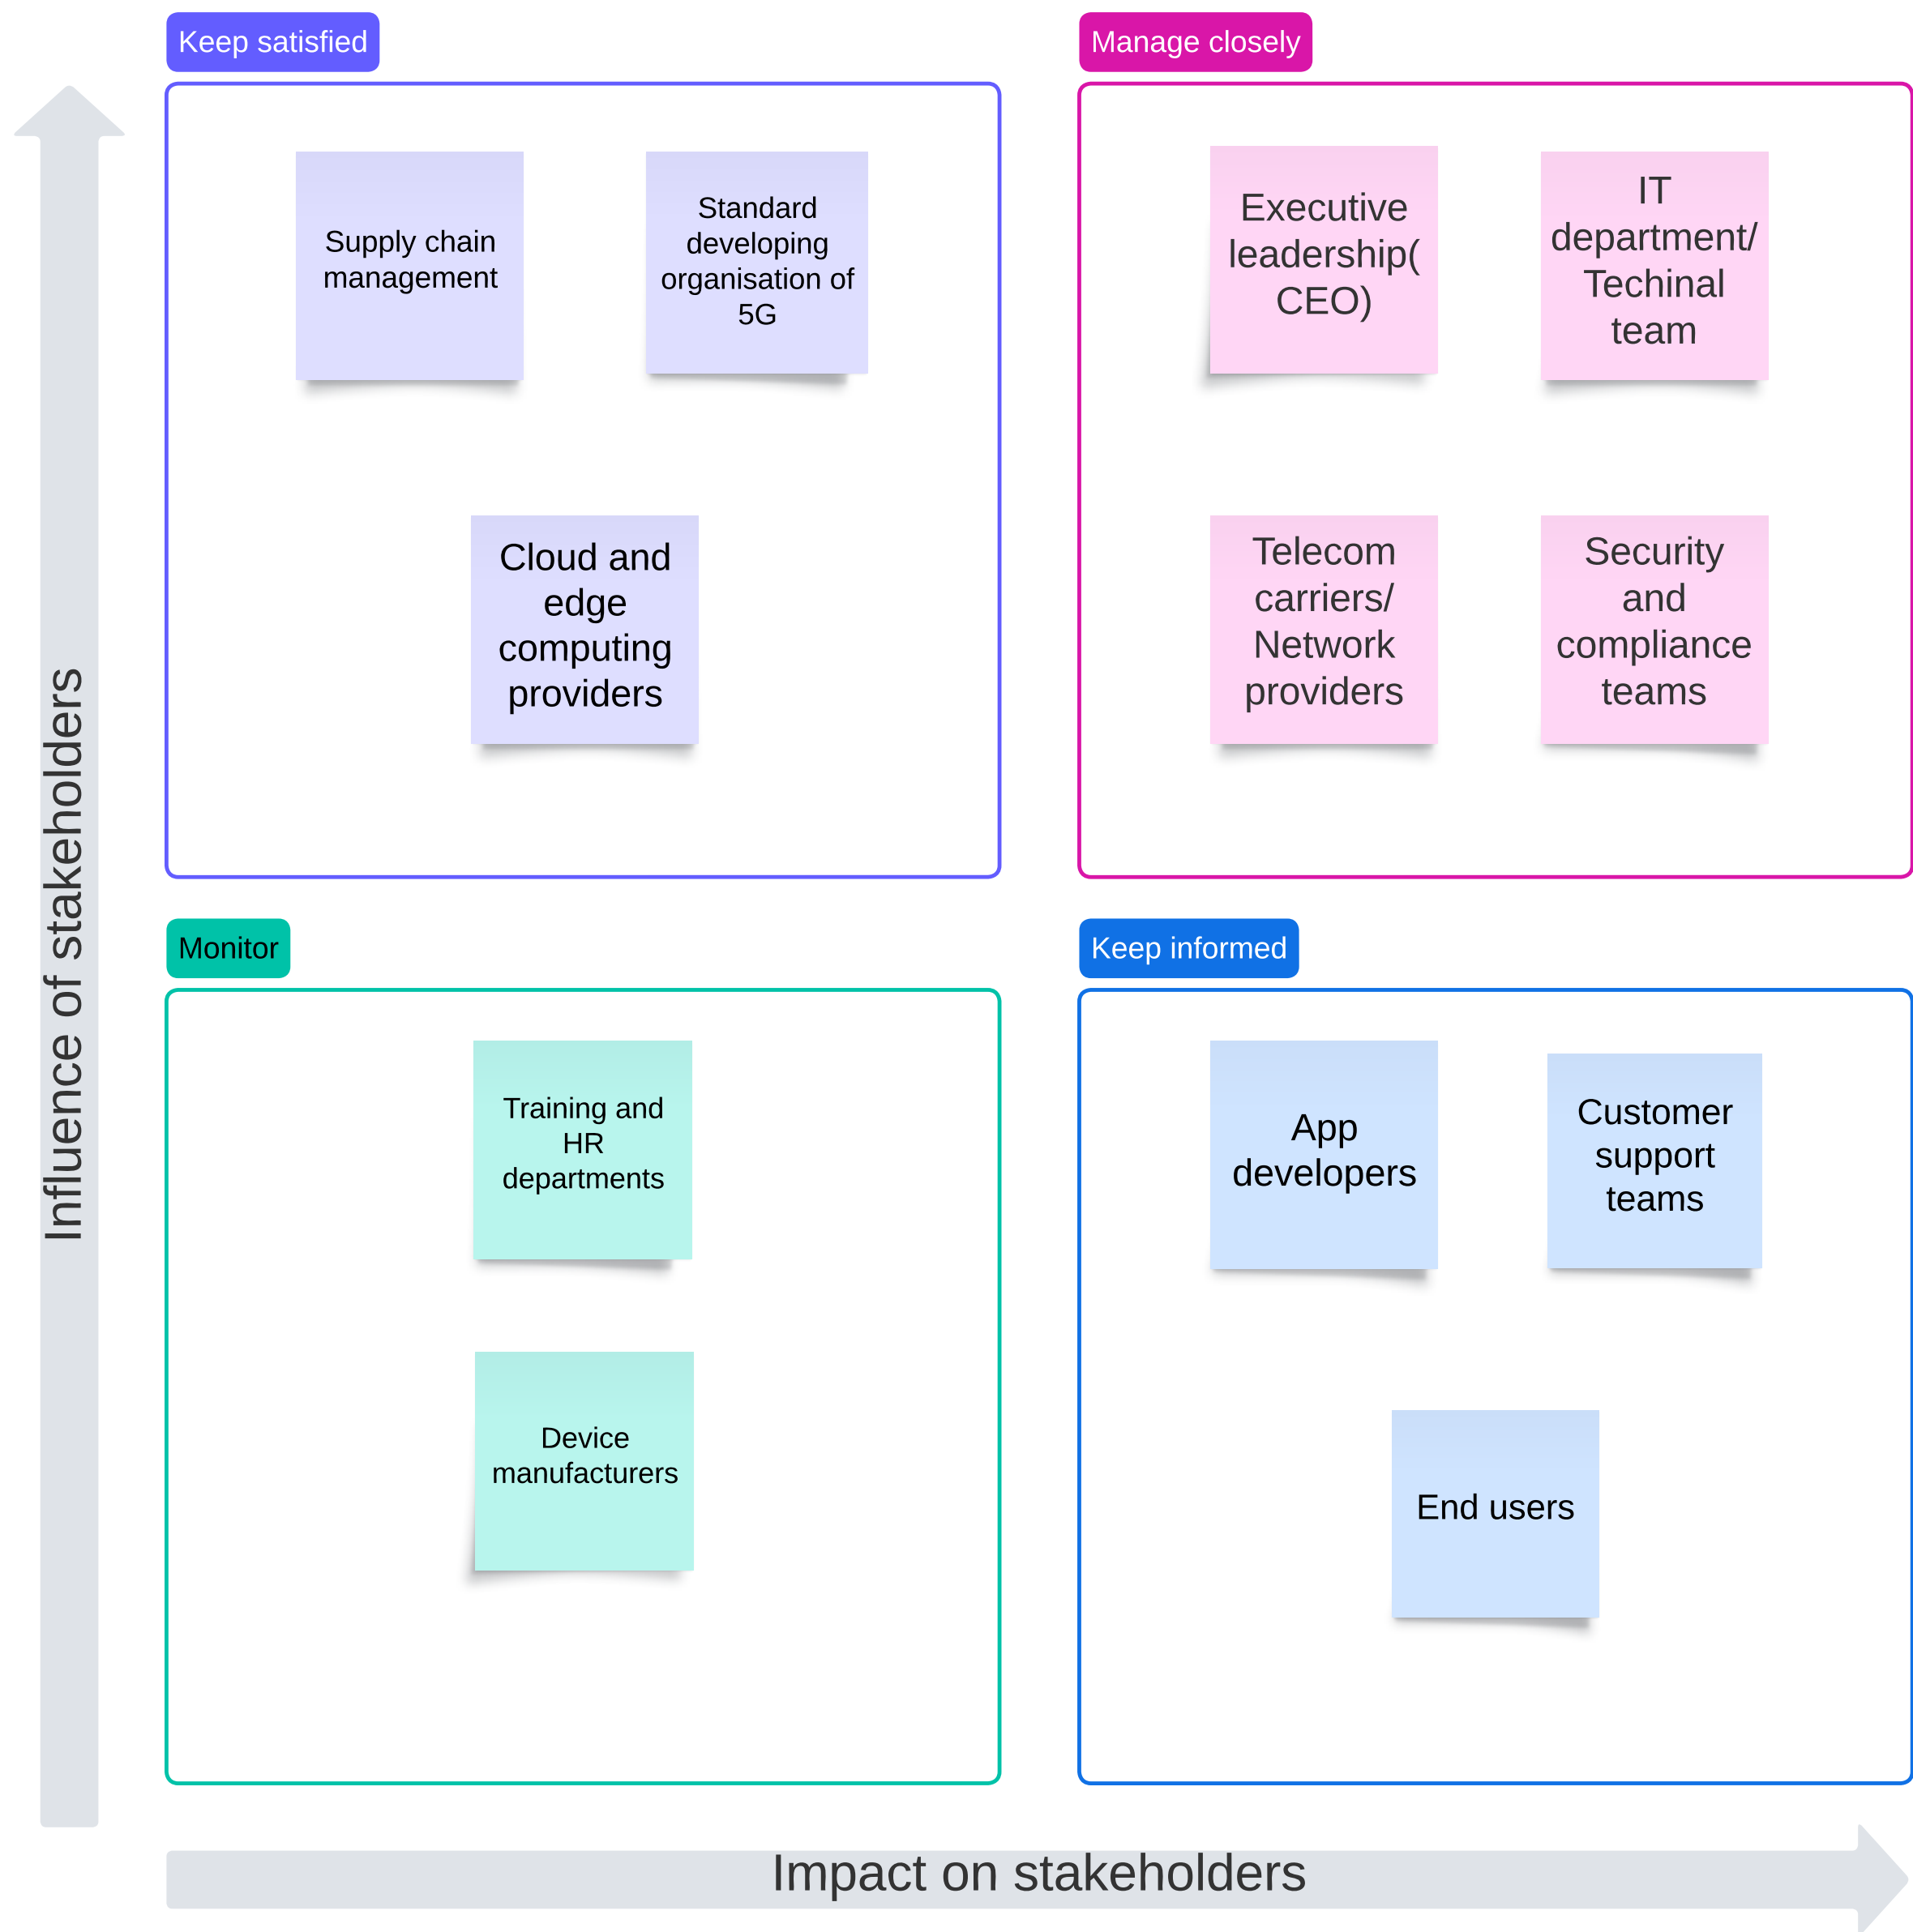 Keep satisfied
Supply chain
management
Standard
developing
organisation of
5G
Cloud and
edge
computing
providers
Manage closely
Executive
leadership(
CEO)
IT
department/
Techinal
team
Telecom
carriers/
Network
providers
Security
and
compliance
teams
Influence of stakeholders
Monitor
Training and
HR
departments
Device
manufacturers
Keep informed
App
developers
Customer
support
teams
End users
Impact on stakeholders